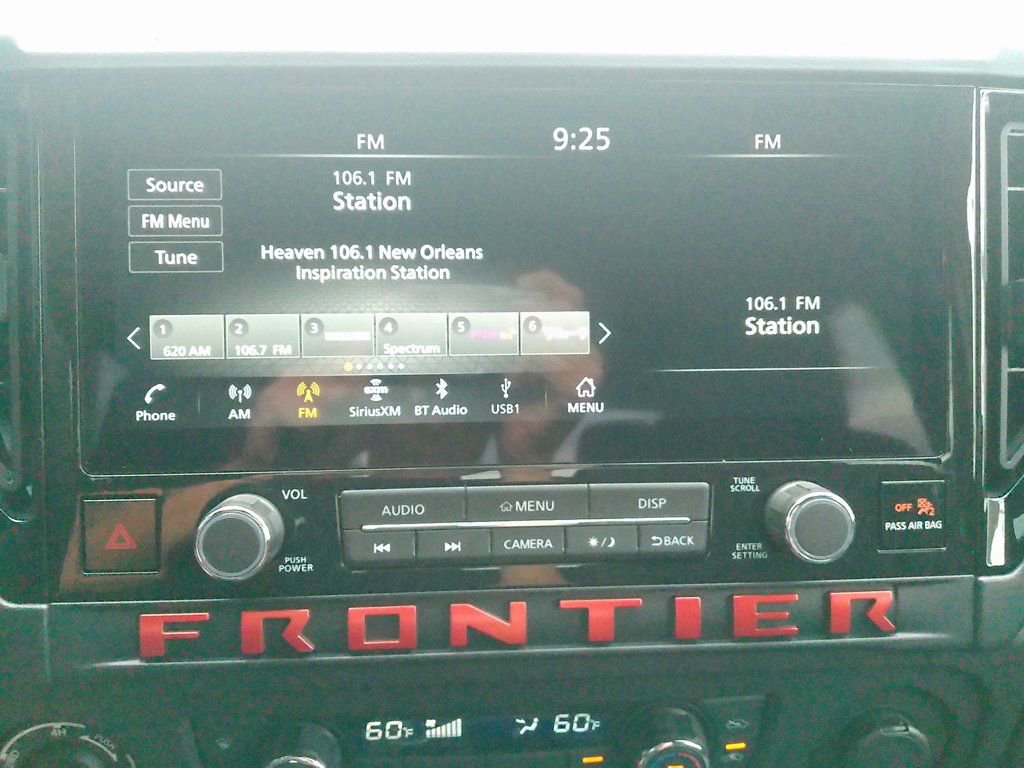 FM 9:25 FM
Source
FM Menu
Tune
106.1 FM
Station
Heaven 106.1 New Orleans
Inspiration Station
106.1 FM
Station
1 2 3 4 5 6
620 AM 106.7 FM Spectrum
Phone AM FM SiriusXM BT Audio USB1 MENU
VOL
PUSH
POWER
AUDIO MENU DISP
CAMERA BACK
TUNE
SCROLL
ENTER
SETTING
OFF 2
PASS AIR BAG
FRONTIER
60°F 60°F
PUSH